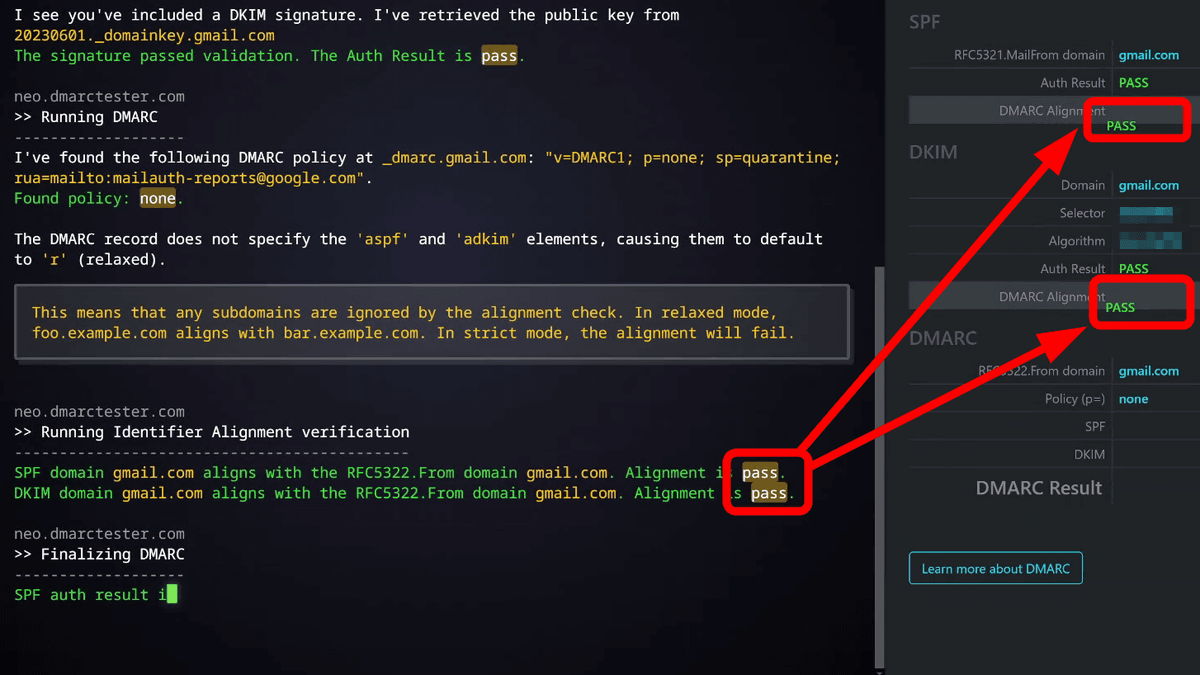 I see you've included a DKIM signature. I've retrieved the public key from
20230601._domainkey.gmail.com
The signature passed validation. The Auth Result is pass.
neo.dmarctester.com
>> Running DMARC
-------------------
I've found the following DMARC policy at _dmarc.gmail.com: "v=DMARC1; p=none; sp=quarantine;
rua=mailto:mailauth-reports@google.com".
Found policy: none.
The DMARC record does not specify the 'aspf' and 'adkim' elements, causing them to default
to 'r' (relaxed).
This means that any subdomains are ignored by the alignment check. In relaxed mode,
foo.example.com aligns with bar.example.com. In strict mode, the alignment will fail.
neo.dmarctester.com
>> Running Identifier Alignment verification
--------------------------------------------
SPF domain gmail.com aligns with the RFC5322.From domain gmail.com. Alignment is pass.
DKIM domain gmail.com aligns with the RFC5322.From domain gmail.com. Alignment is pass.
neo.dmarctester.com
>> Finalizing DMARC
-------------------
SPF auth result i
SPF
RFC5321.MailFrom domain gmail.com
Auth Result PASS
DMARC Alignment PASS
DKIM
Domain gmail.com
Selector
Algorithm
Auth Result PASS
DMARC Alignment PASS
DMARC
RFC5322.From domain gmail.com
Policy (p=) none
SPF
DKIM
DMARC Result
Learn more about DMARC